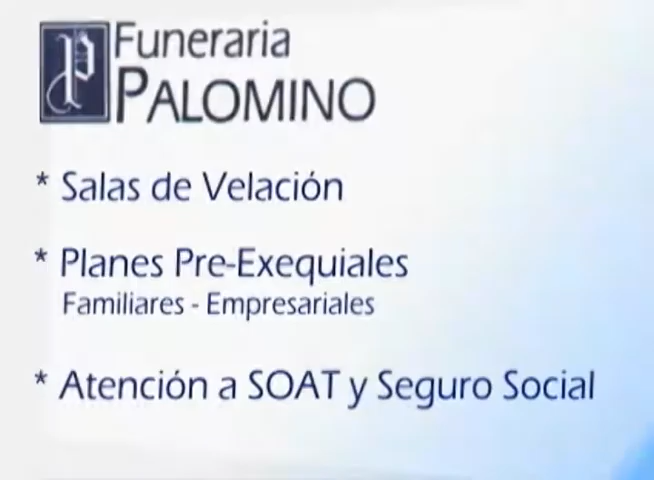 P Funeraria
PALOMINO
* Salas de Velación
* Planes Pre-Exequiales
Familiares - Empresariales
* Atención a SOAT y Seguro Social